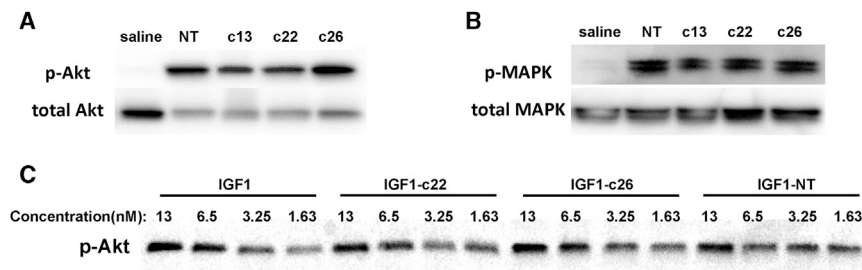 A
saline NT c13 c22 c26
p-Akt
total Akt
B
saline NT c13 c22 c26
p-MAPK
total MAPK
C
IGF1 IGF1-c22 IGF1-c26 IGF1-NT
Concentration(nM): 13 6.5 3.25 1.63 13 6.5 3.25 1.63 13 6.5 3.25 1.63 13 6.5 3.25 1.63
p-Akt